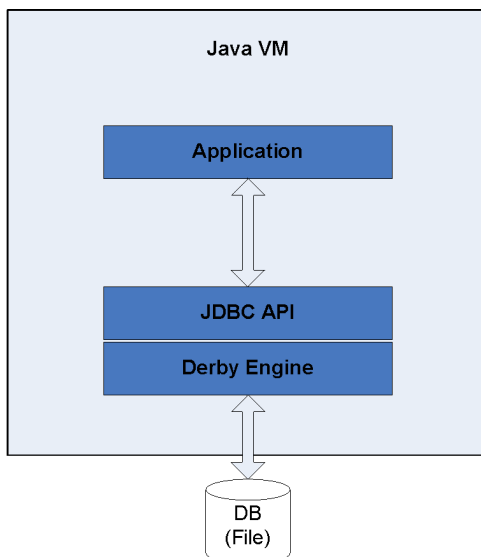 Java VM
Application
JDBC API
Derby Engine
DB
(File)